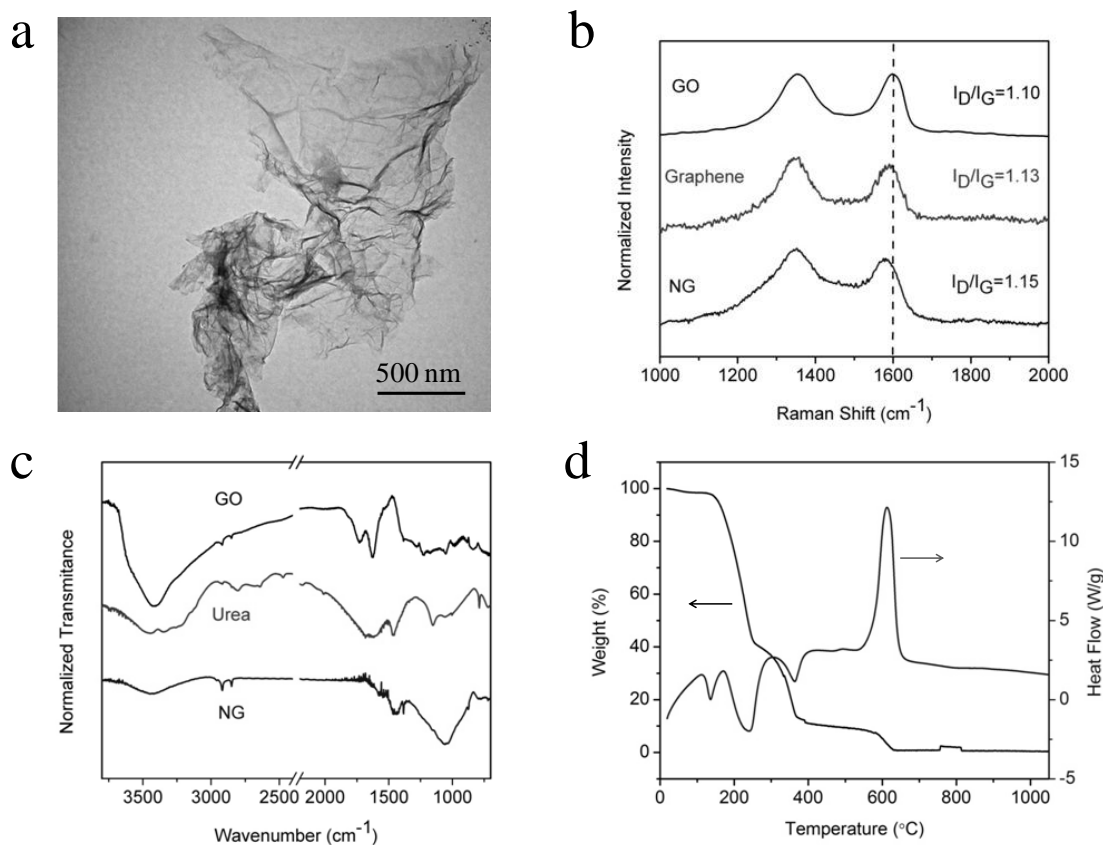 a
500 nm
b
GO
I_D/I_G=1.10
Graphene
I_D/I_G=1.13
NG
I_D/I_G=1.15
Normalized Intensity
1000 1200 1400 1600 1800 2000
Raman Shift (cm⁻¹)
c
GO
Urea
NG
Normalized Transmitance
3500 3000 2500 2000 1500 1000
Wavenumber (cm⁻¹)
d
100
80
60
40
20
0
Weight (%)
15
10
5
0
-5
Heat Flow (W/g)
0 200 400 600 800 1000
Temperature (°C)